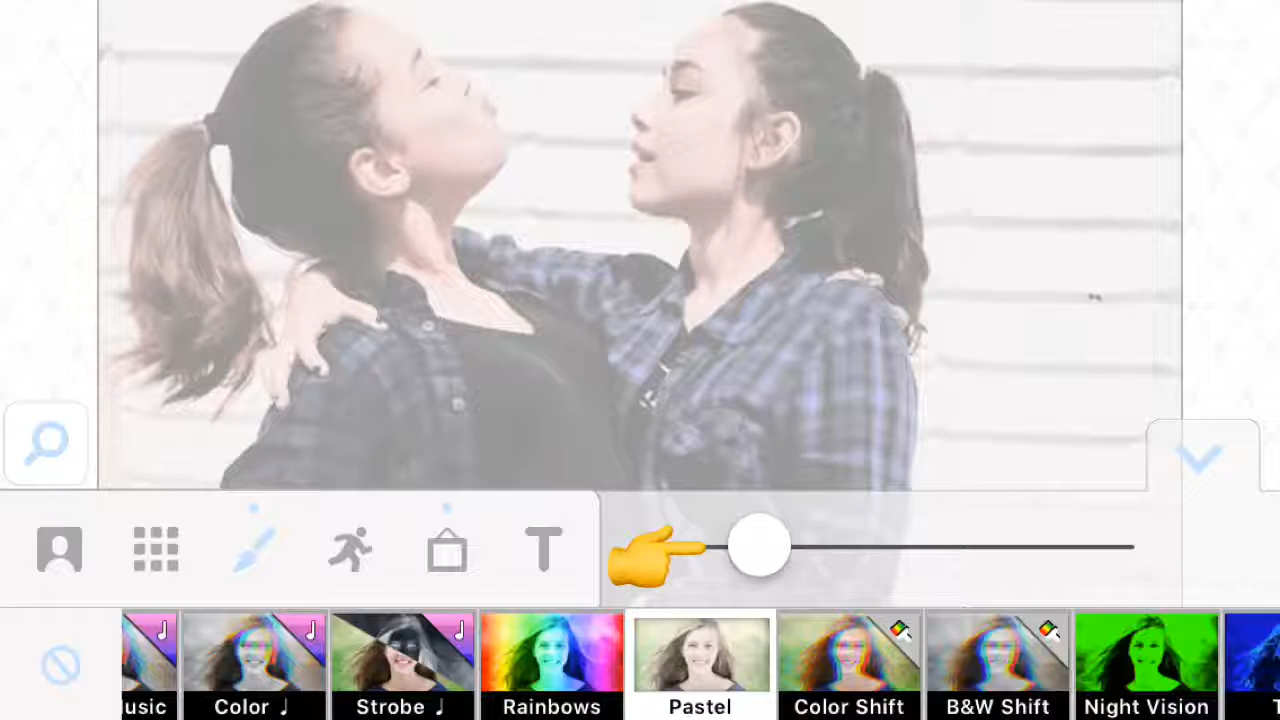 T
usic
Color ♩
Strobe ♩
Rainbows
Pastel
Color Shift
B&W Shift
Night Vision